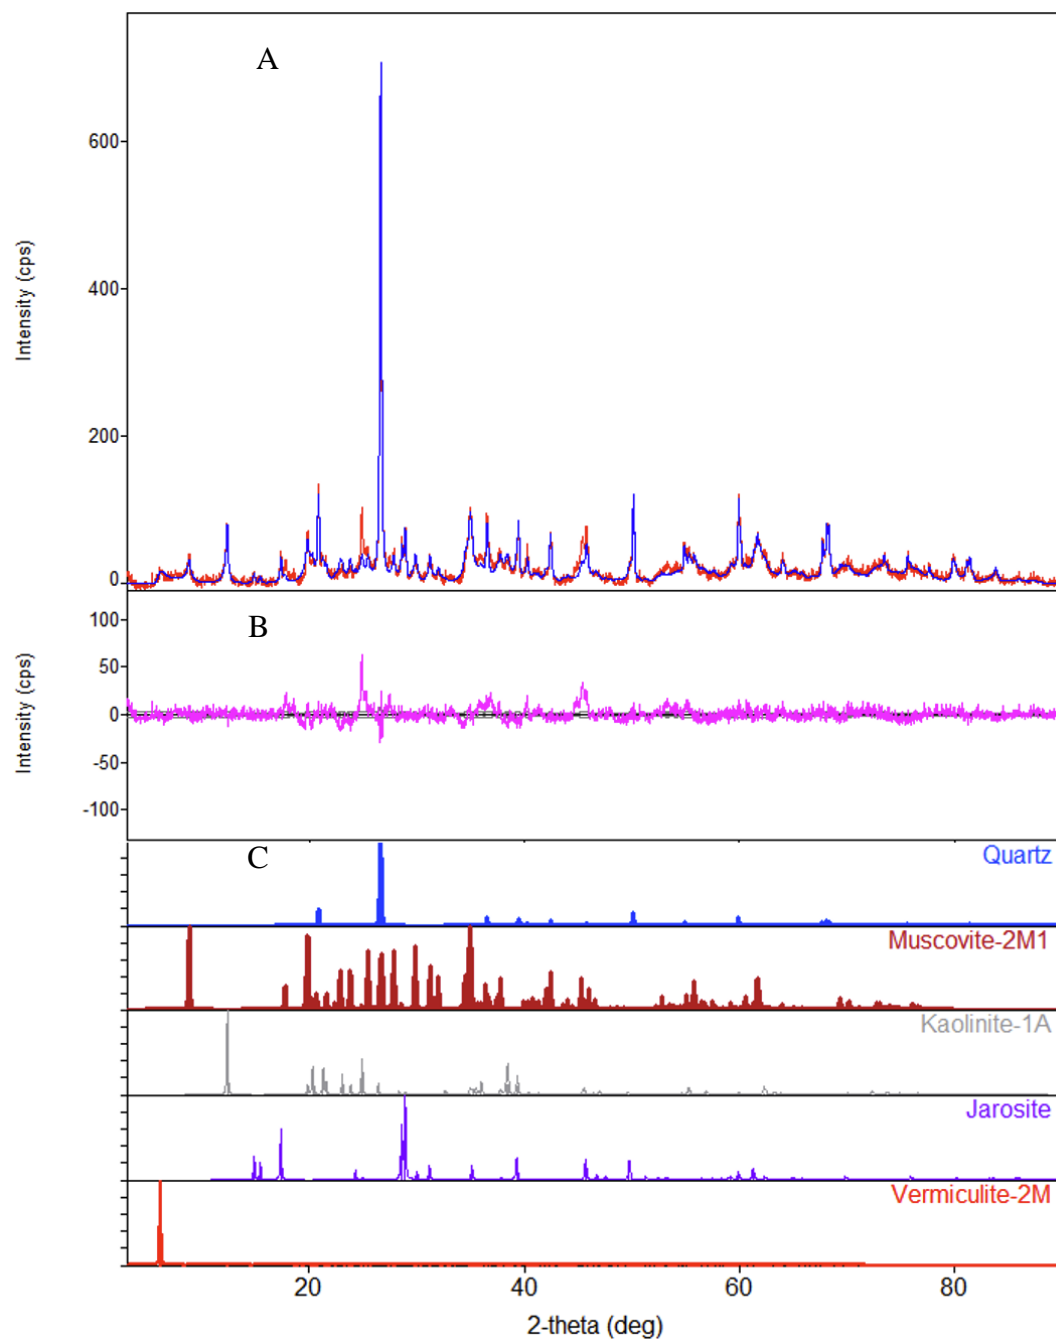 A
600
400
200
0
Intensity (cps)
B
100
50
0
-50
-100
Intensity (cps)
C
Quartz
Muscovite-2M1
Kaolinite-1A
Jarosite
Vermiculite-2M
20 40 60 80
2-theta (deg)